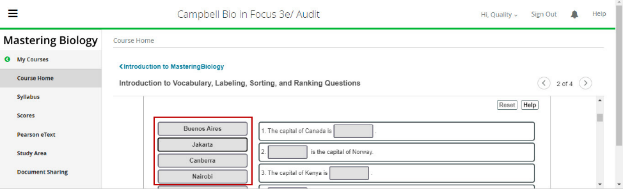 Campbell Bio in Focus 3e/ Audit
Hi, Quality
Sign Out
Help
Mastering Biology
Course Home
My Courses
Introduction to MasteringBiology
Course Home
Introduction to Vocabulary, Labeling, Sorting, and Ranking Questions
2 of 4
Syllabus
Reset
Help
Scores
Buenos Aires
1. The capital of Canada is .
Pearson eText
Jakarta
2. is the capital of Norway.
Study Area
Canberra
Document Sharing
Nairobi
3. The capital of Kenya is .